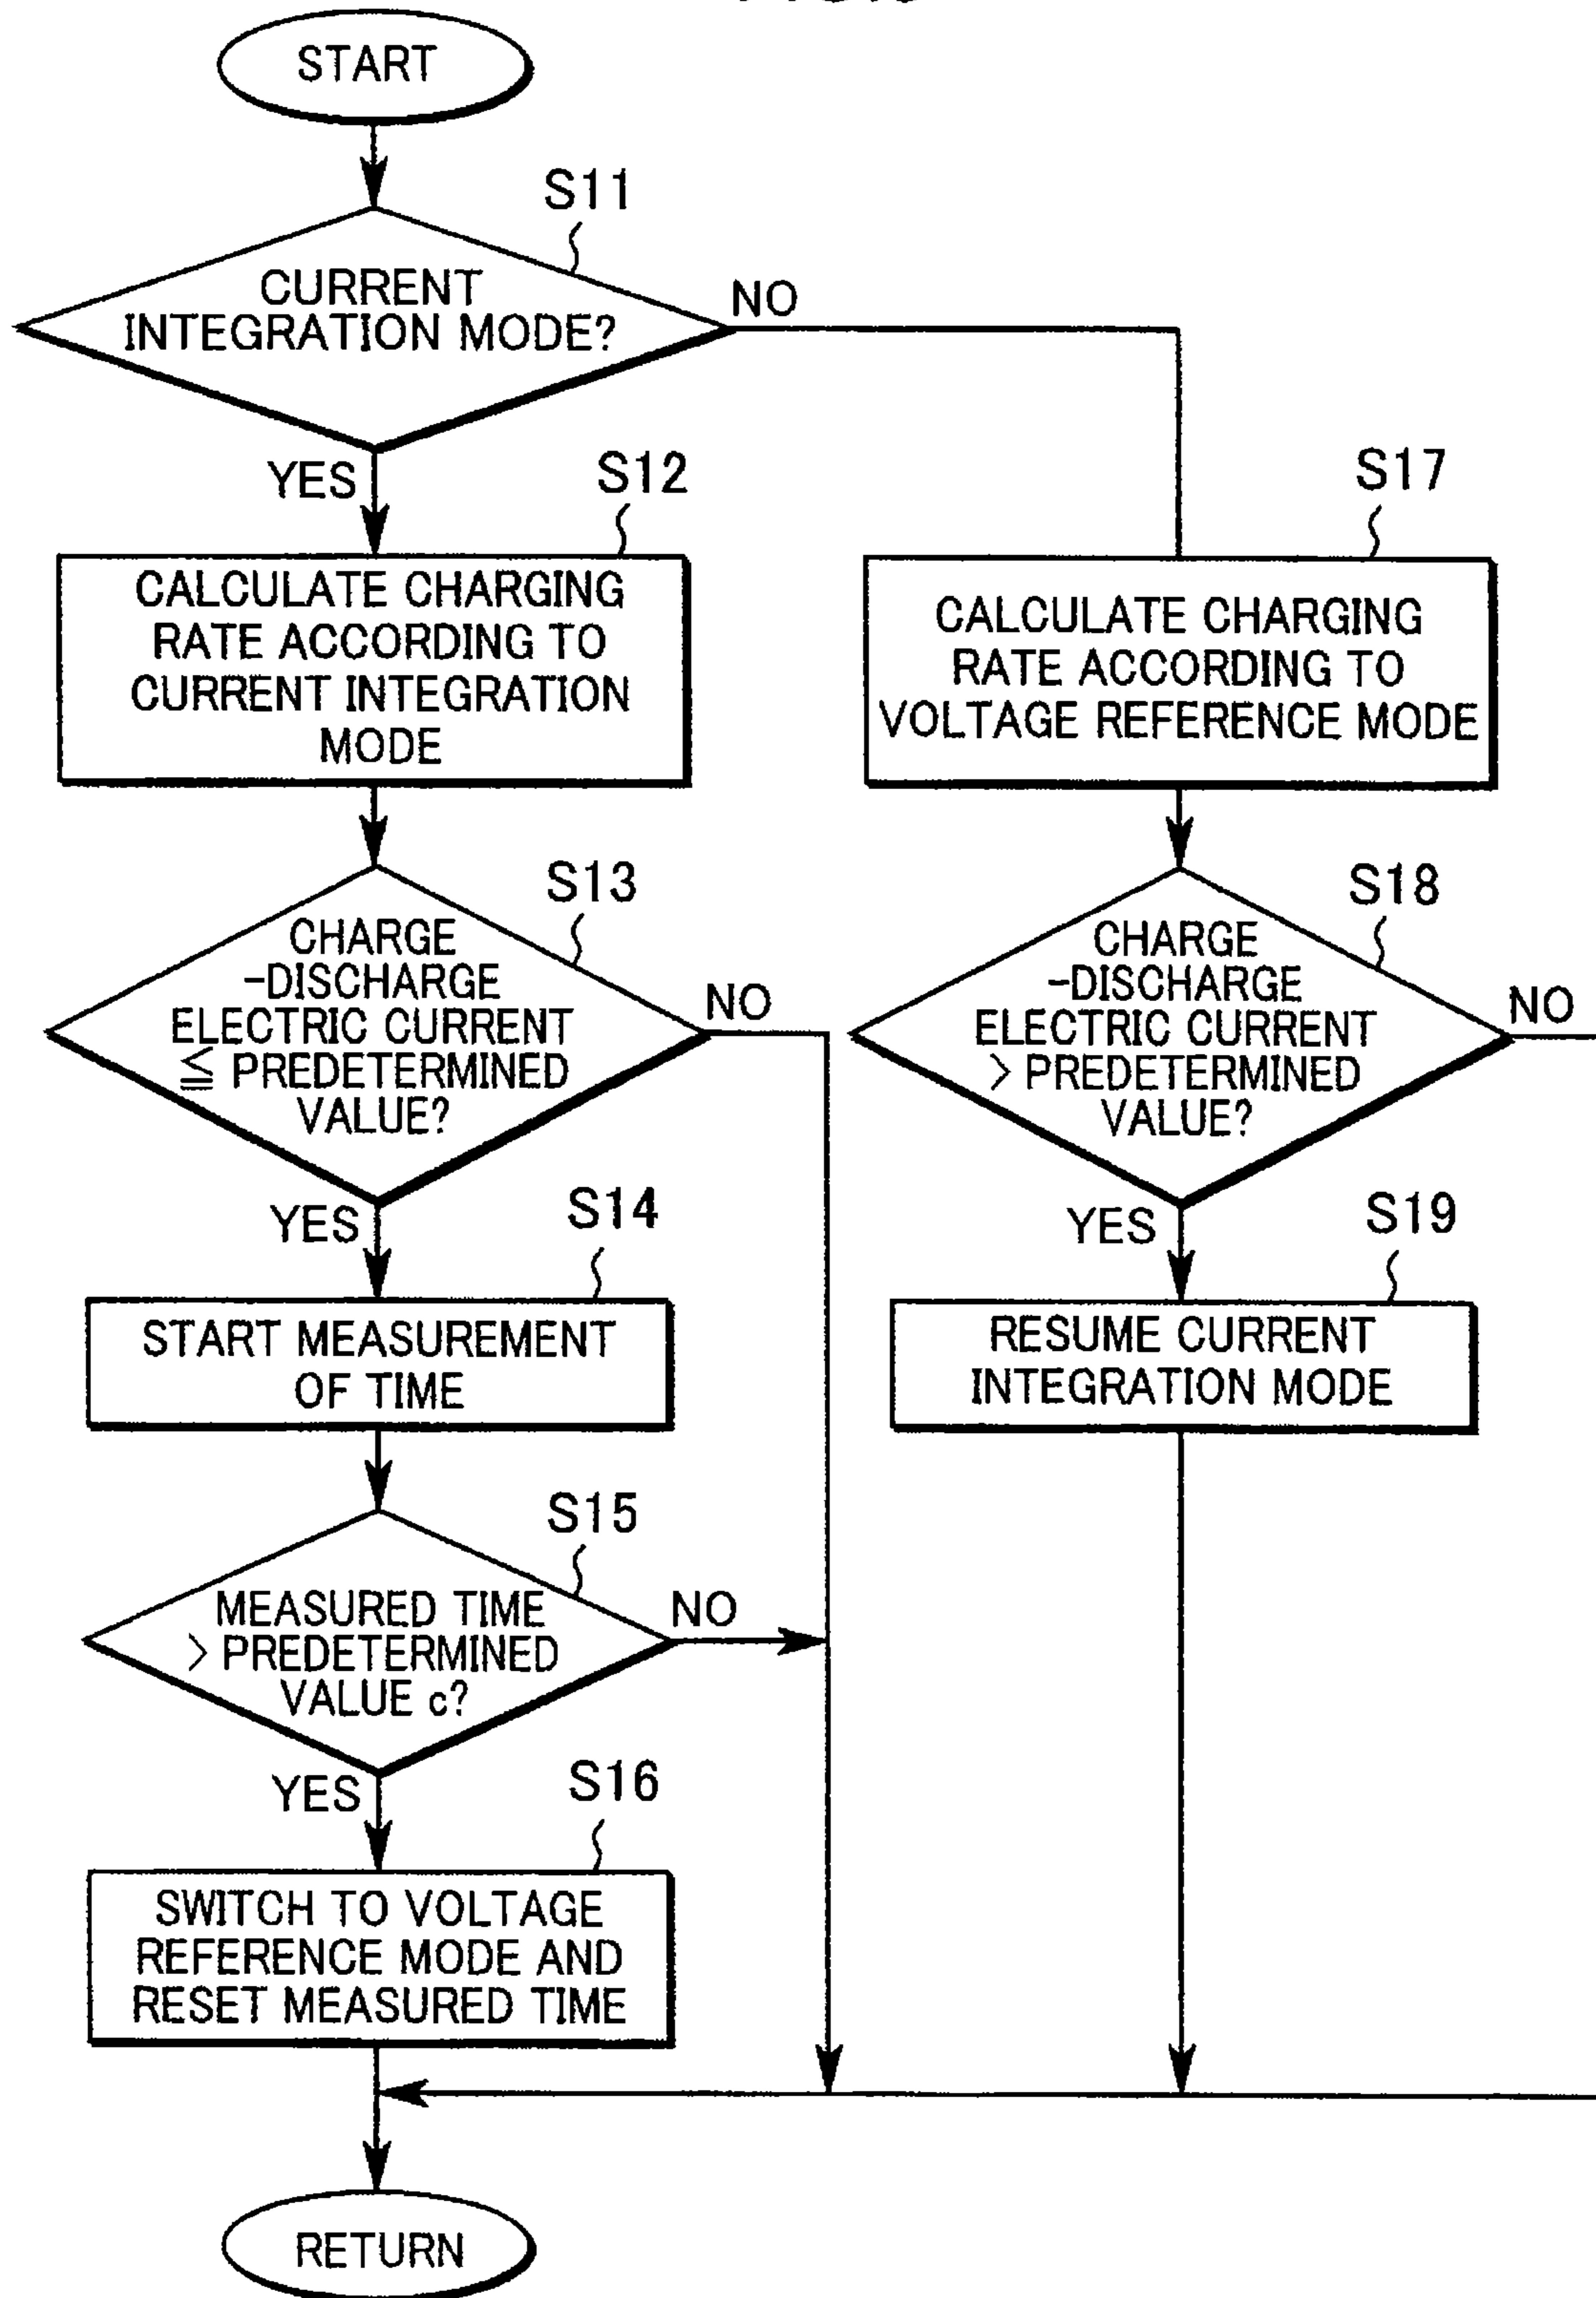 START
S11
CURRENT
INTEGRATION MODE?
NO
YES
S12
CALCULATE CHARGING
RATE ACCORDING TO
CURRENT INTEGRATION
MODE
S13
CHARGE
-DISCHARGE
ELECTRIC CURRENT
≦ PREDETERMINED
VALUE?
NO
YES
S14
START MEASUREMENT
OF TIME
S15
MEASURED TIME
> PREDETERMINED
VALUE c?
NO
YES
S16
SWITCH TO VOLTAGE
REFERENCE MODE AND
RESET MEASURED TIME
S17
CALCULATE CHARGING
RATE ACCORDING TO
VOLTAGE REFERENCE MODE
S18
CHARGE
-DISCHARGE
ELECTRIC CURRENT
> PREDETERMINED
VALUE?
NO
YES
S19
RESUME CURRENT
INTEGRATION MODE
RETURN